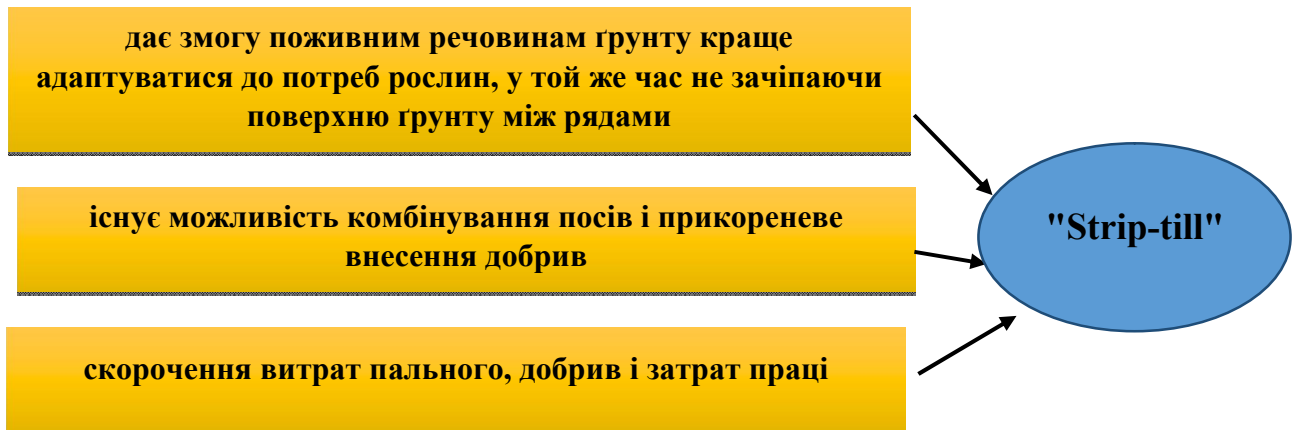 дає змогу поживним речовинам ґрунту краще
адаптуватися до потреб рослин, у той же час не зачіпаючи
поверхню ґрунту між рядами
існує можливість комбінування посів і прикореневе
внесення добрив
скорочення витрат пального, добрив і затрат праці
"Strip-till"